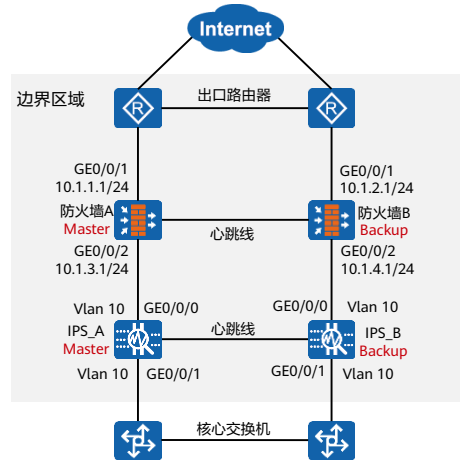 Internet
边界区域
出口路由器
R
R
GE0/0/1
10.1.1.1/24
GE0/0/1
10.1.2.1/24
防火墙A
Master
心跳线
防火墙B
Backup
GE0/0/2
10.1.3.1/24
GE0/0/2
10.1.4.1/24
Vlan 10
GE0/0/0
GE0/0/0
Vlan 10
IPS_A
Master
心跳线
IPS_B
Backup
Vlan 10
GE0/0/1
GE0/0/1
Vlan 10
核心交换机